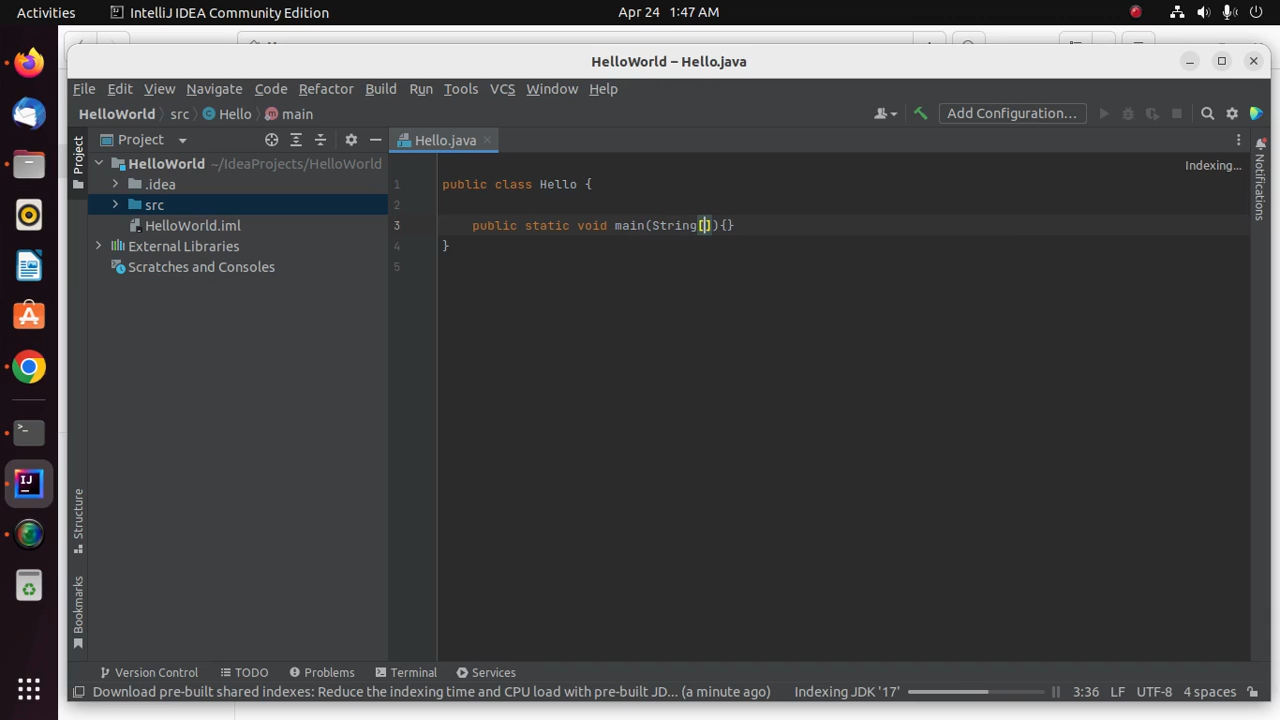 Activities IntelliJ IDEA Community Edition Apr 24 1:47 AM
HelloWorld – Hello.java
File Edit View Navigate Code Refactor Build Run Tools VCS Window Help
HelloWorld src Hello main Add Configuration...
Project
Project
Hello.java
Notifications
HelloWorld ~/IdeaProjects/HelloWorld
.idea
src
HelloWorld.iml
External Libraries
Scratches and Consoles
Indexing...
1 public class Hello {
2
3 public static void main(String[]){}
4 }
5
Structure
Bookmarks
Version Control TODO Problems Terminal Services
Download pre-built shared indexes: Reduce the indexing time and CPU load with pre-built JD... (a minute ago) Indexing JDK '17' 3:36 LF UTF-8 4 spaces